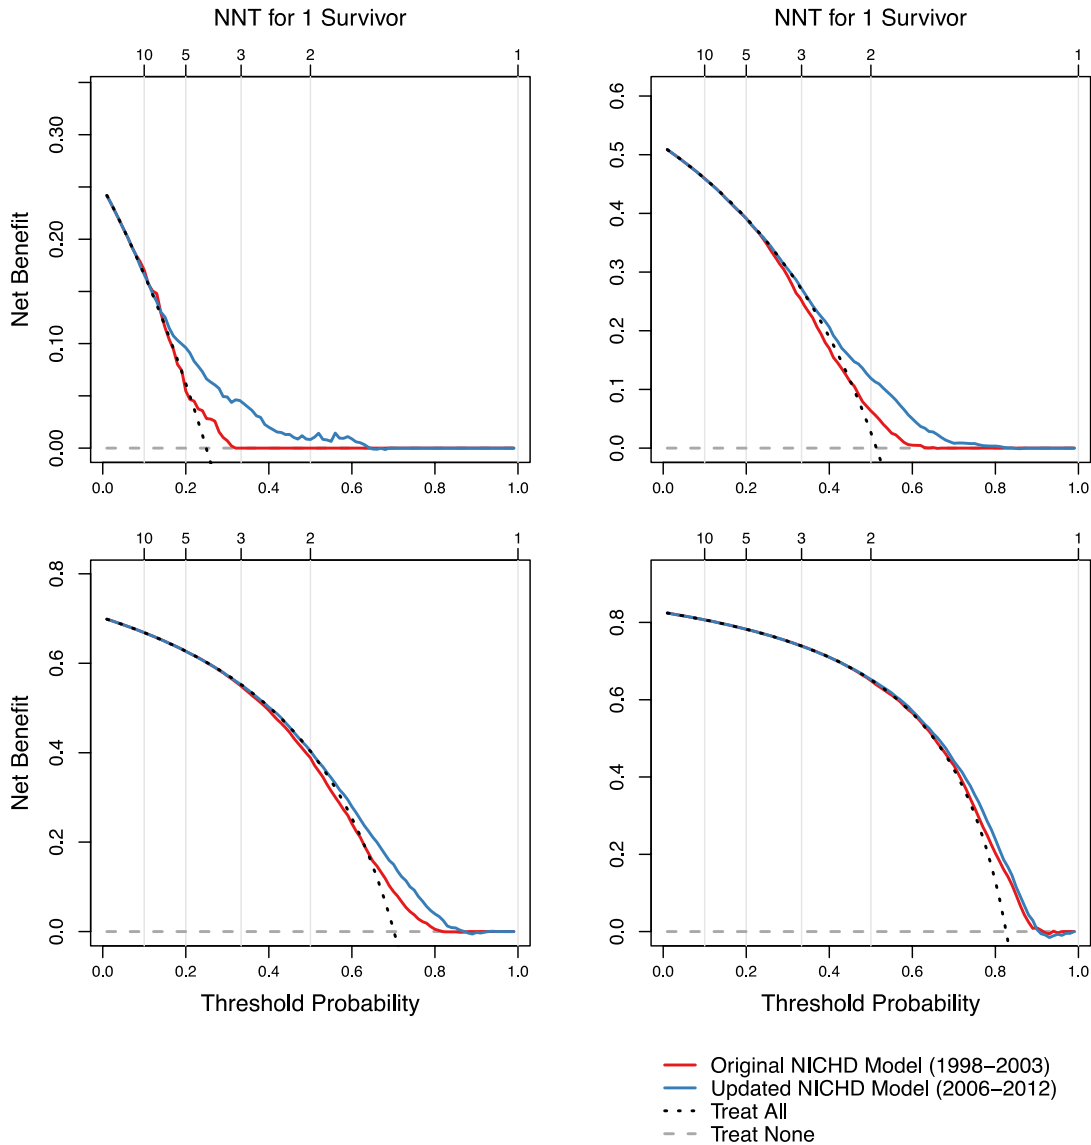 NNT for 1 Survivor
NNT for 1 Survivor
10 5 3 2 1
10 5 3 2 1
Net Benefit
0.30
0.20
0.10
0.00
0.6
0.5
0.4
0.3
0.2
0.1
0.0
0.0 0.2 0.4 0.6 0.8 1.0
0.0 0.2 0.4 0.6 0.8 1.0
10 5 3 2 1
10 5 3 2 1
Net Benefit
0.8
0.6
0.4
0.2
0.0
0.8
0.6
0.4
0.2
0.0
0.0 0.2 0.4 0.6 0.8 1.0
0.0 0.2 0.4 0.6 0.8 1.0
Threshold Probability
Threshold Probability
Original NICHD Model (1998–2003)
Updated NICHD Model (2006–2012)
Treat All
Treat None